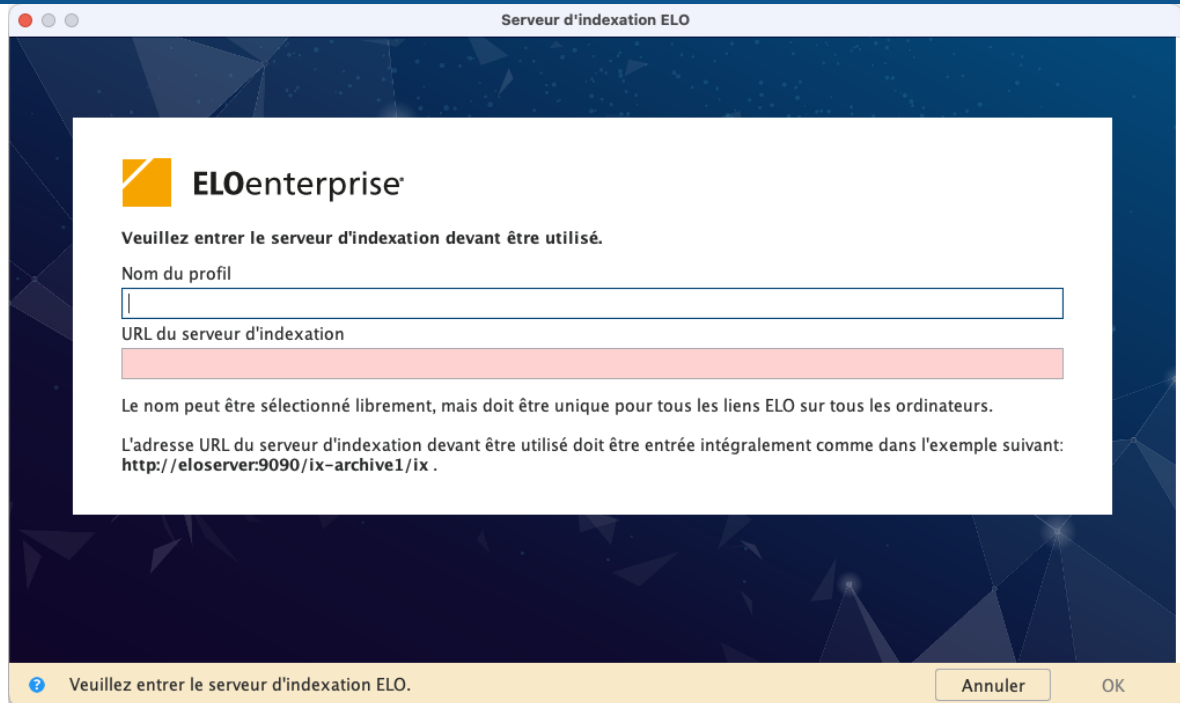 Serveur d'indexation ELO
ELOenterprise
Veuillez entrer le serveur d'indexation devant être utilisé.
Nom du profil
URL du serveur d'indexation
Le nom peut être sélectionné librement, mais doit être unique pour tous les liens ELO sur tous les ordinateurs.
L'adresse URL du serveur d'indexation devant être utilisé doit être entrée intégralement comme dans l'exemple suivant:
http://eloserver:9090/ix-archive1/ix .
? Veuillez entrer le serveur d'indexation ELO.
Annuler OK